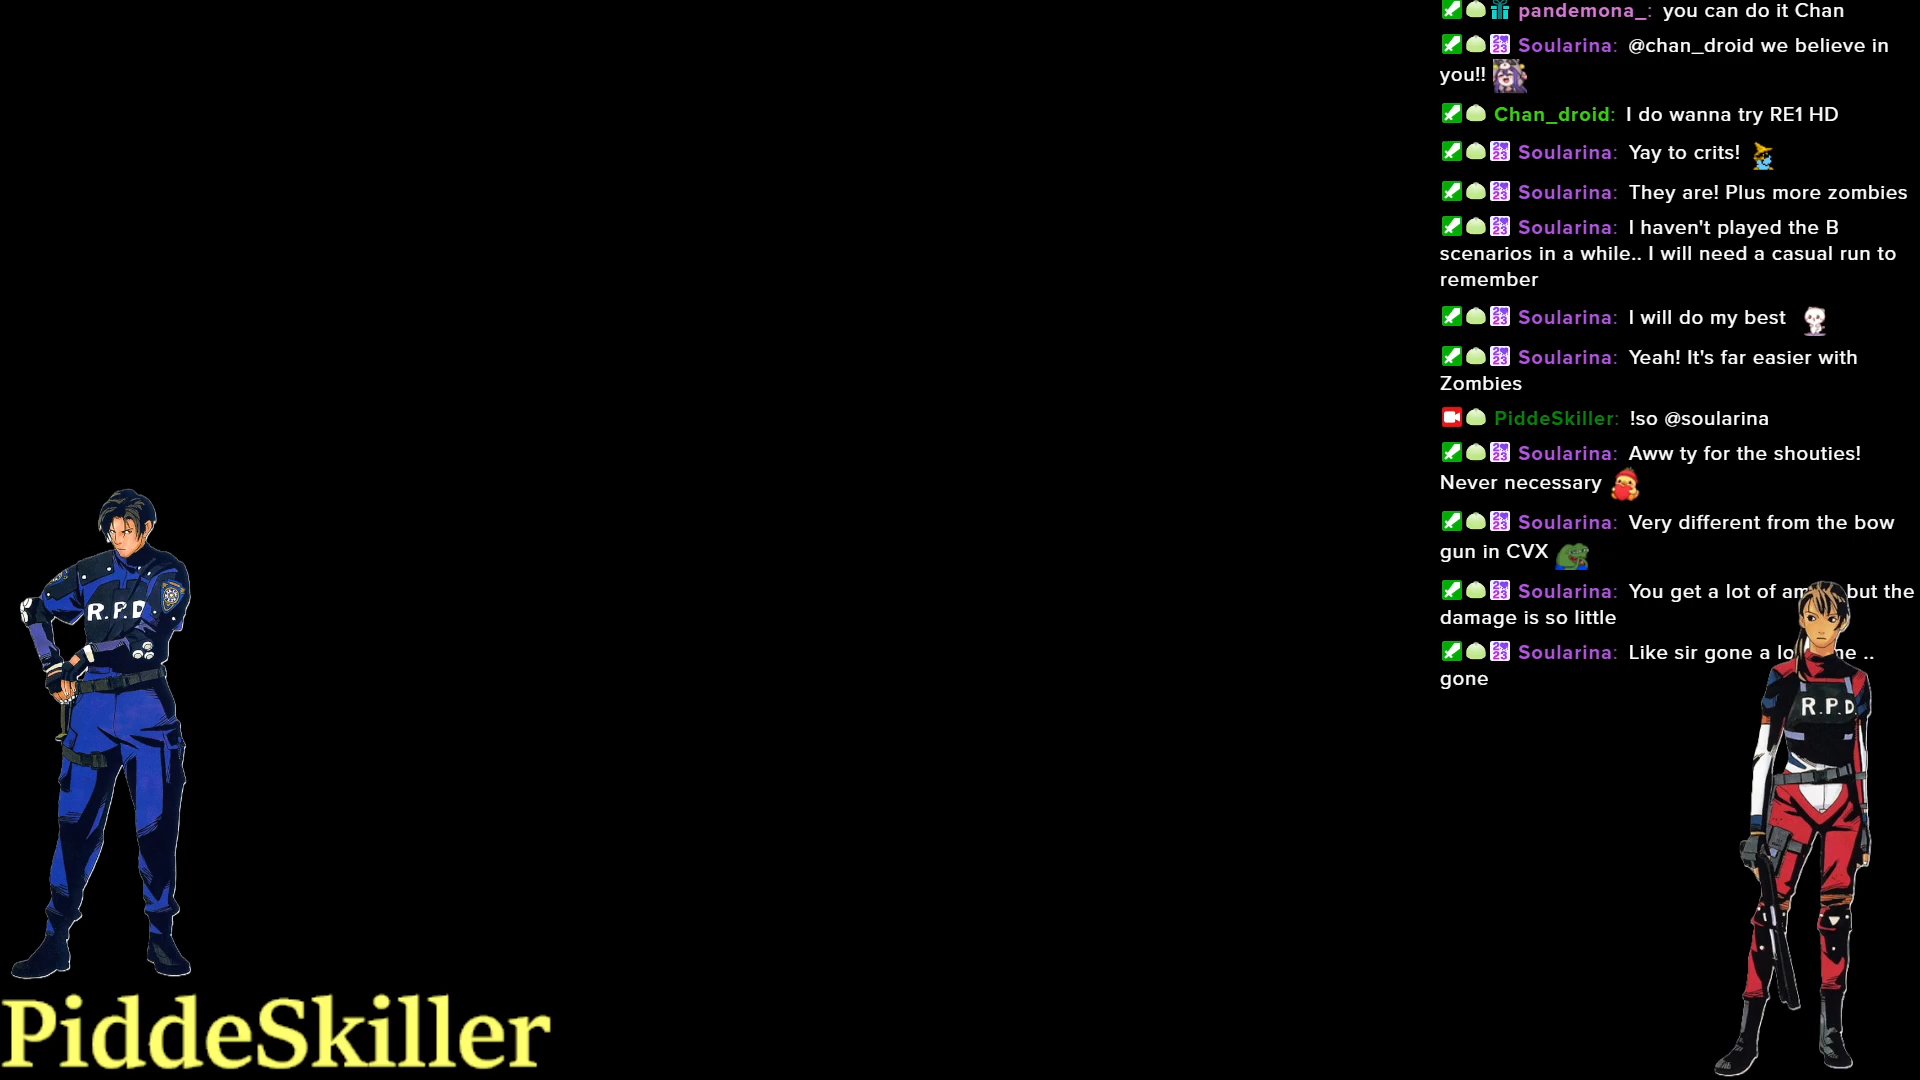 pandemona_: you can do it Chan
Soularina: @chan_droid we believe in
you!!
Chan_droid: I do wanna try RE1 HD
Soularina: Yay to crits!
Soularina: They are! Plus more zombies
Soularina: I haven't played the B
scenarios in a while.. I will need a casual run to
remember
Soularina: I will do my best
Soularina: Yeah! It's far easier with
Zombies
PiddeSkiller: !so @soularina
Soularina: Aww ty for the shouties!
Never necessary
Soularina: Very different from the bow
gun in CVX
Soularina: You get a lot of but the
damage is so little
Soularina: Like sir gone a ..
gone
R.P.D
R.P.D.
PiddeSkiller